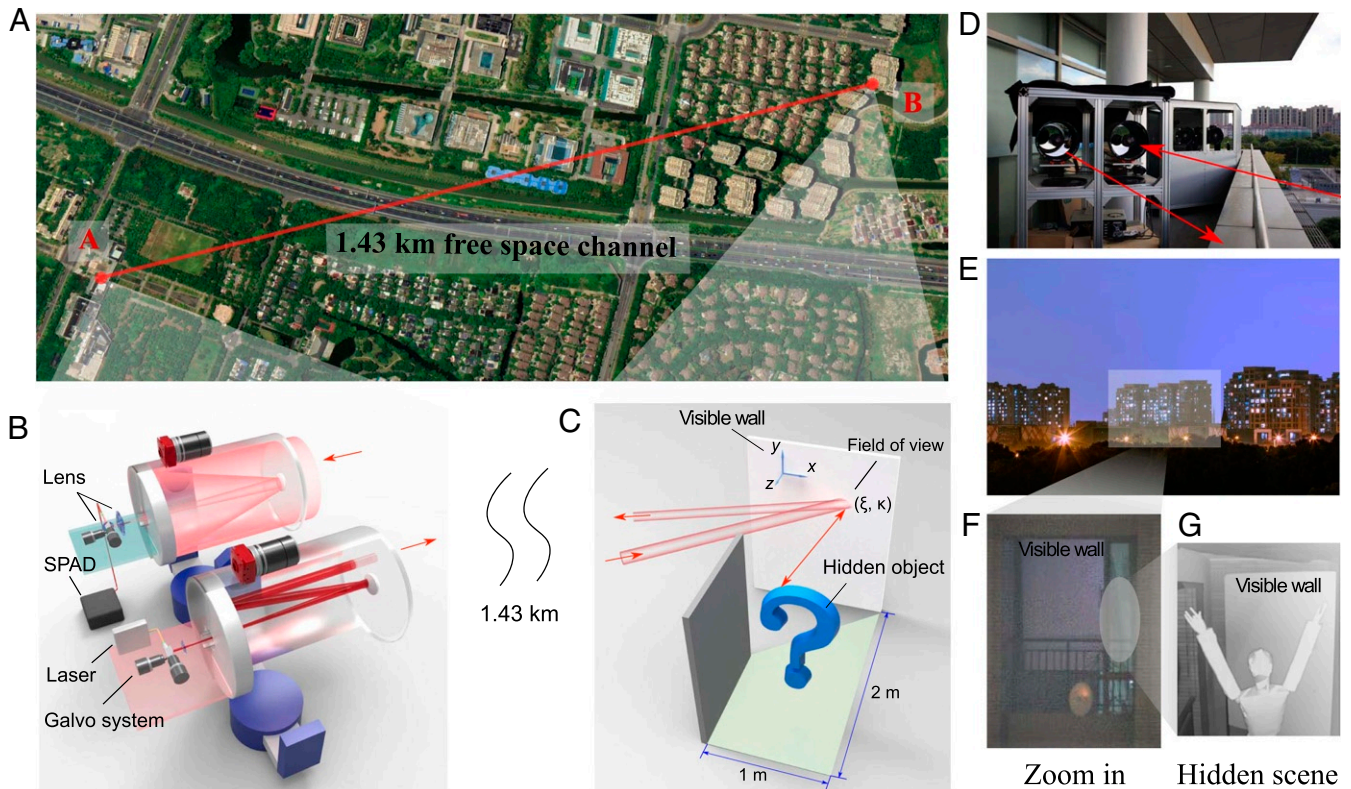 A
A
B
1.43 km free space channel
B
Lens
SPAD
Laser
Galvo system
1.43 km
C
Visible wall
y
x
z
Field of view
(ξ, κ)
Hidden object
2 m
1 m
D
E
F
Visible wall
Zoom in
G
Visible wall
Hidden scene